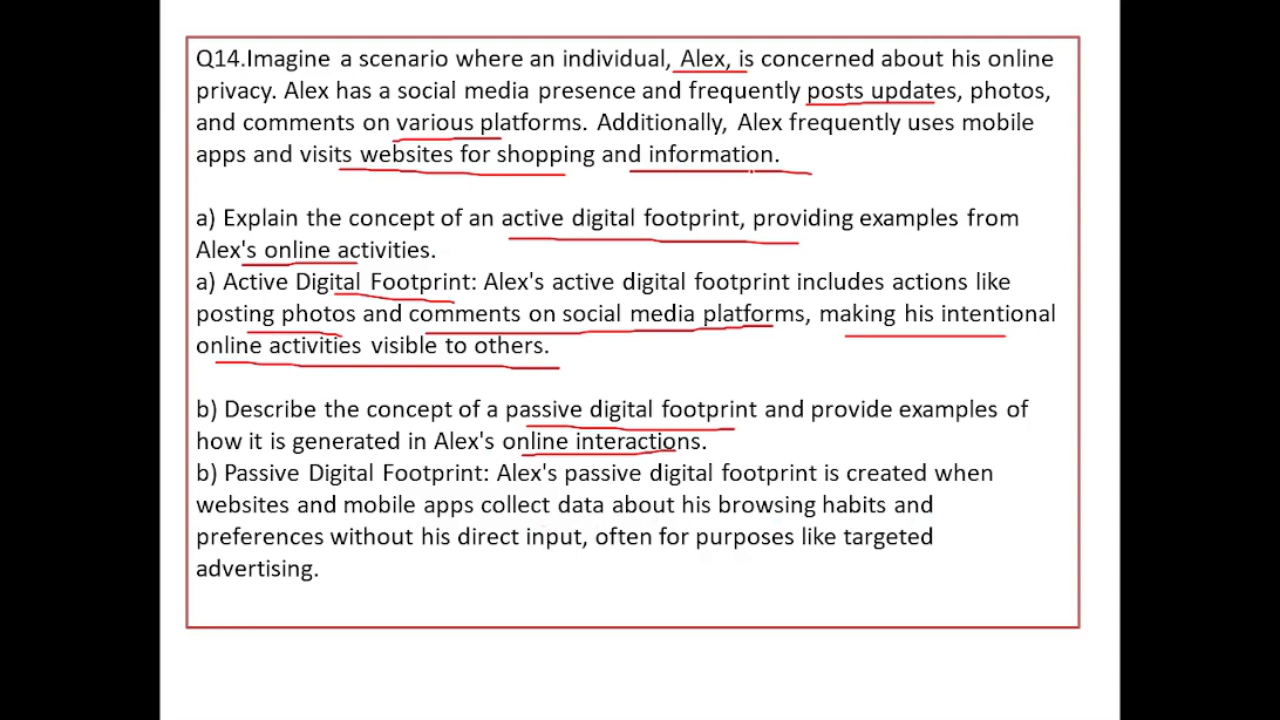 Q14.Imagine a scenario where an individual, Alex, is concerned about his online
privacy. Alex has a social media presence and frequently posts updates, photos,
and comments on various platforms. Additionally, Alex frequently uses mobile
apps and visits websites for shopping and information.
a) Explain the concept of an active digital footprint, providing examples from
Alex's online activities.
a) Active Digital Footprint: Alex's active digital footprint includes actions like
posting photos and comments on social media platforms, making his intentional
online activities visible to others.
b) Describe the concept of a passive digital footprint and provide examples of
how it is generated in Alex's online interactions.
b) Passive Digital Footprint: Alex's passive digital footprint is created when
websites and mobile apps collect data about his browsing habits and
preferences without his direct input, often for purposes like targeted
advertising.